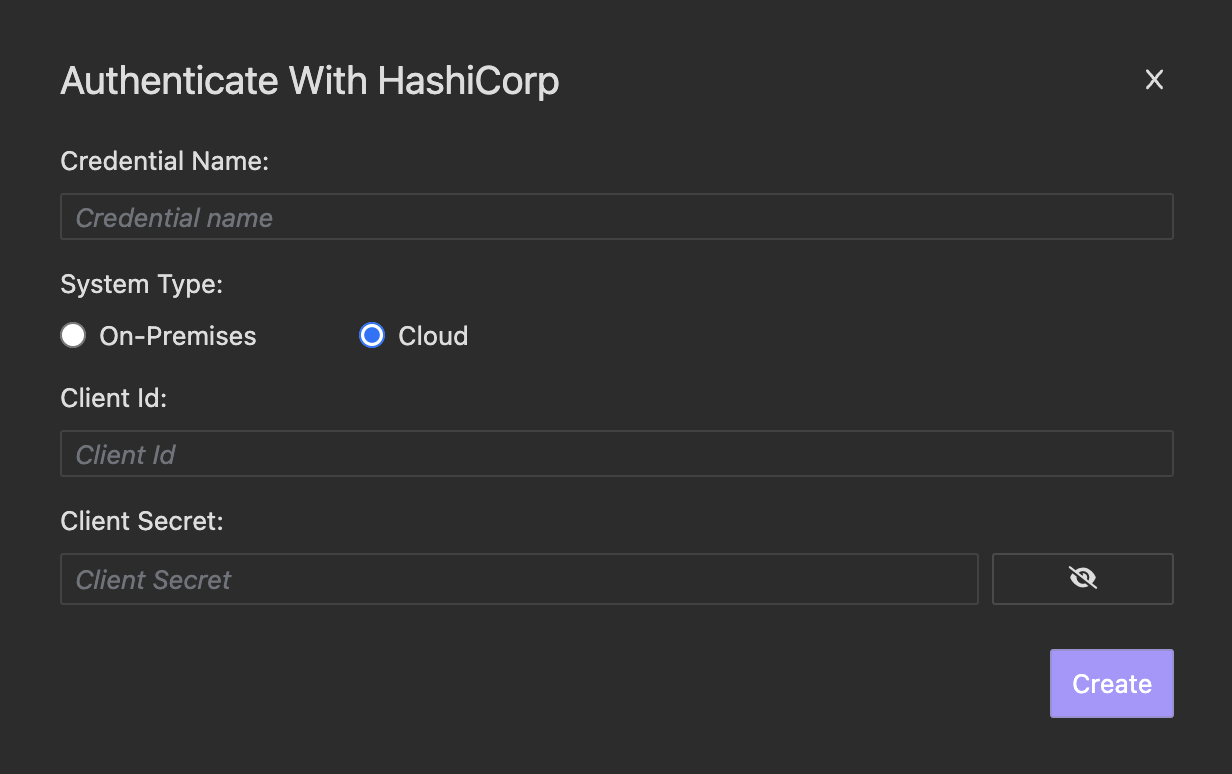 Authenticate With HashiCorp
Credential Name:
Credential name
System Type:
On-Premises Cloud
Client Id:
Client Id
Client Secret:
Client Secret
Create